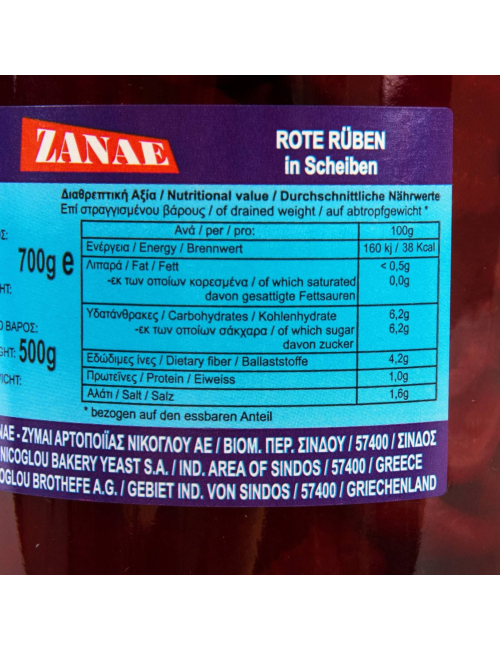 ZANAE
ROTE RÜBEN
in Scheiben
Διαθρεπτική Αξία / Nutritional value / Durchschnittliche Nährwerte
Επί στραγγισμένου βάρους / of drained weight / auf abtropfgewicht *
Ανά / per / pro: 100g
Ενέργεια / Energy / Brennwert 160 kj / 38 Kcal
Λιπαρά / Fat / Fett < 0,5g
-εκ των οποίων κορεσμένα / of which saturated 0,0g
davon gesattigte Fettsauren
Υδατάνθρακες / Carbohydrates / Kohlenhydrate 6,2g
-εκ των οποίων σάκχαρα / of which sugar 6,2g
davon zucker
Εδώδιμες ίνες / Dietary fiber / Ballaststoffe 4,2g
Πρωτεΐνες / Protein / Eiweiss 1,0g
Αλάτι / Salt / Salz 1,6g
* bezogen auf den essbaren Anteil
700g e
ΒΑΡΟΣ:
500g
ΖΥΜΑΙ ΑΡΤΟΠΟΙΪΑΣ ΝΙΚΟΓΛΟΥ ΑΕ / ΒΙΟΜ. ΠΕΡ. ΣΙΝΔΟΥ / 57400 / ΣΙΝΔΟΣ
NICOGLOU BAKERY YEAST S.A. / IND. AREA OF SINDOS / 57400 / GREECE
BROTHEFE A.G. / GEBIET IND. VON SINDOS / 57400 / GRIECHENLAND